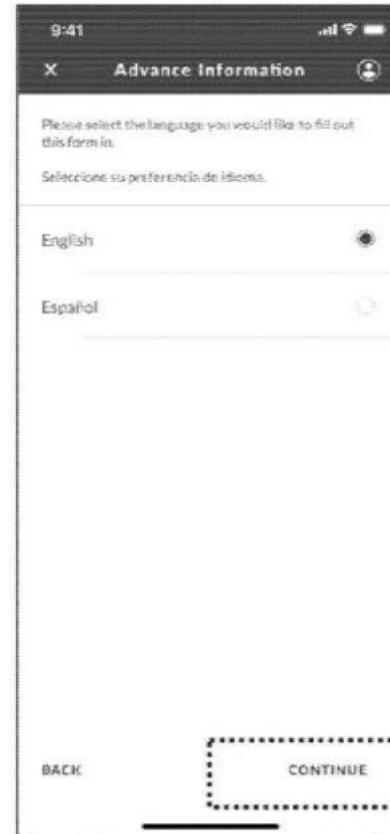 9:41
X Advance Information
Please select the language you would like to fill out
this form in.
Seleccione su preferencia de idioma.
English
Español
BACK CONTINUE